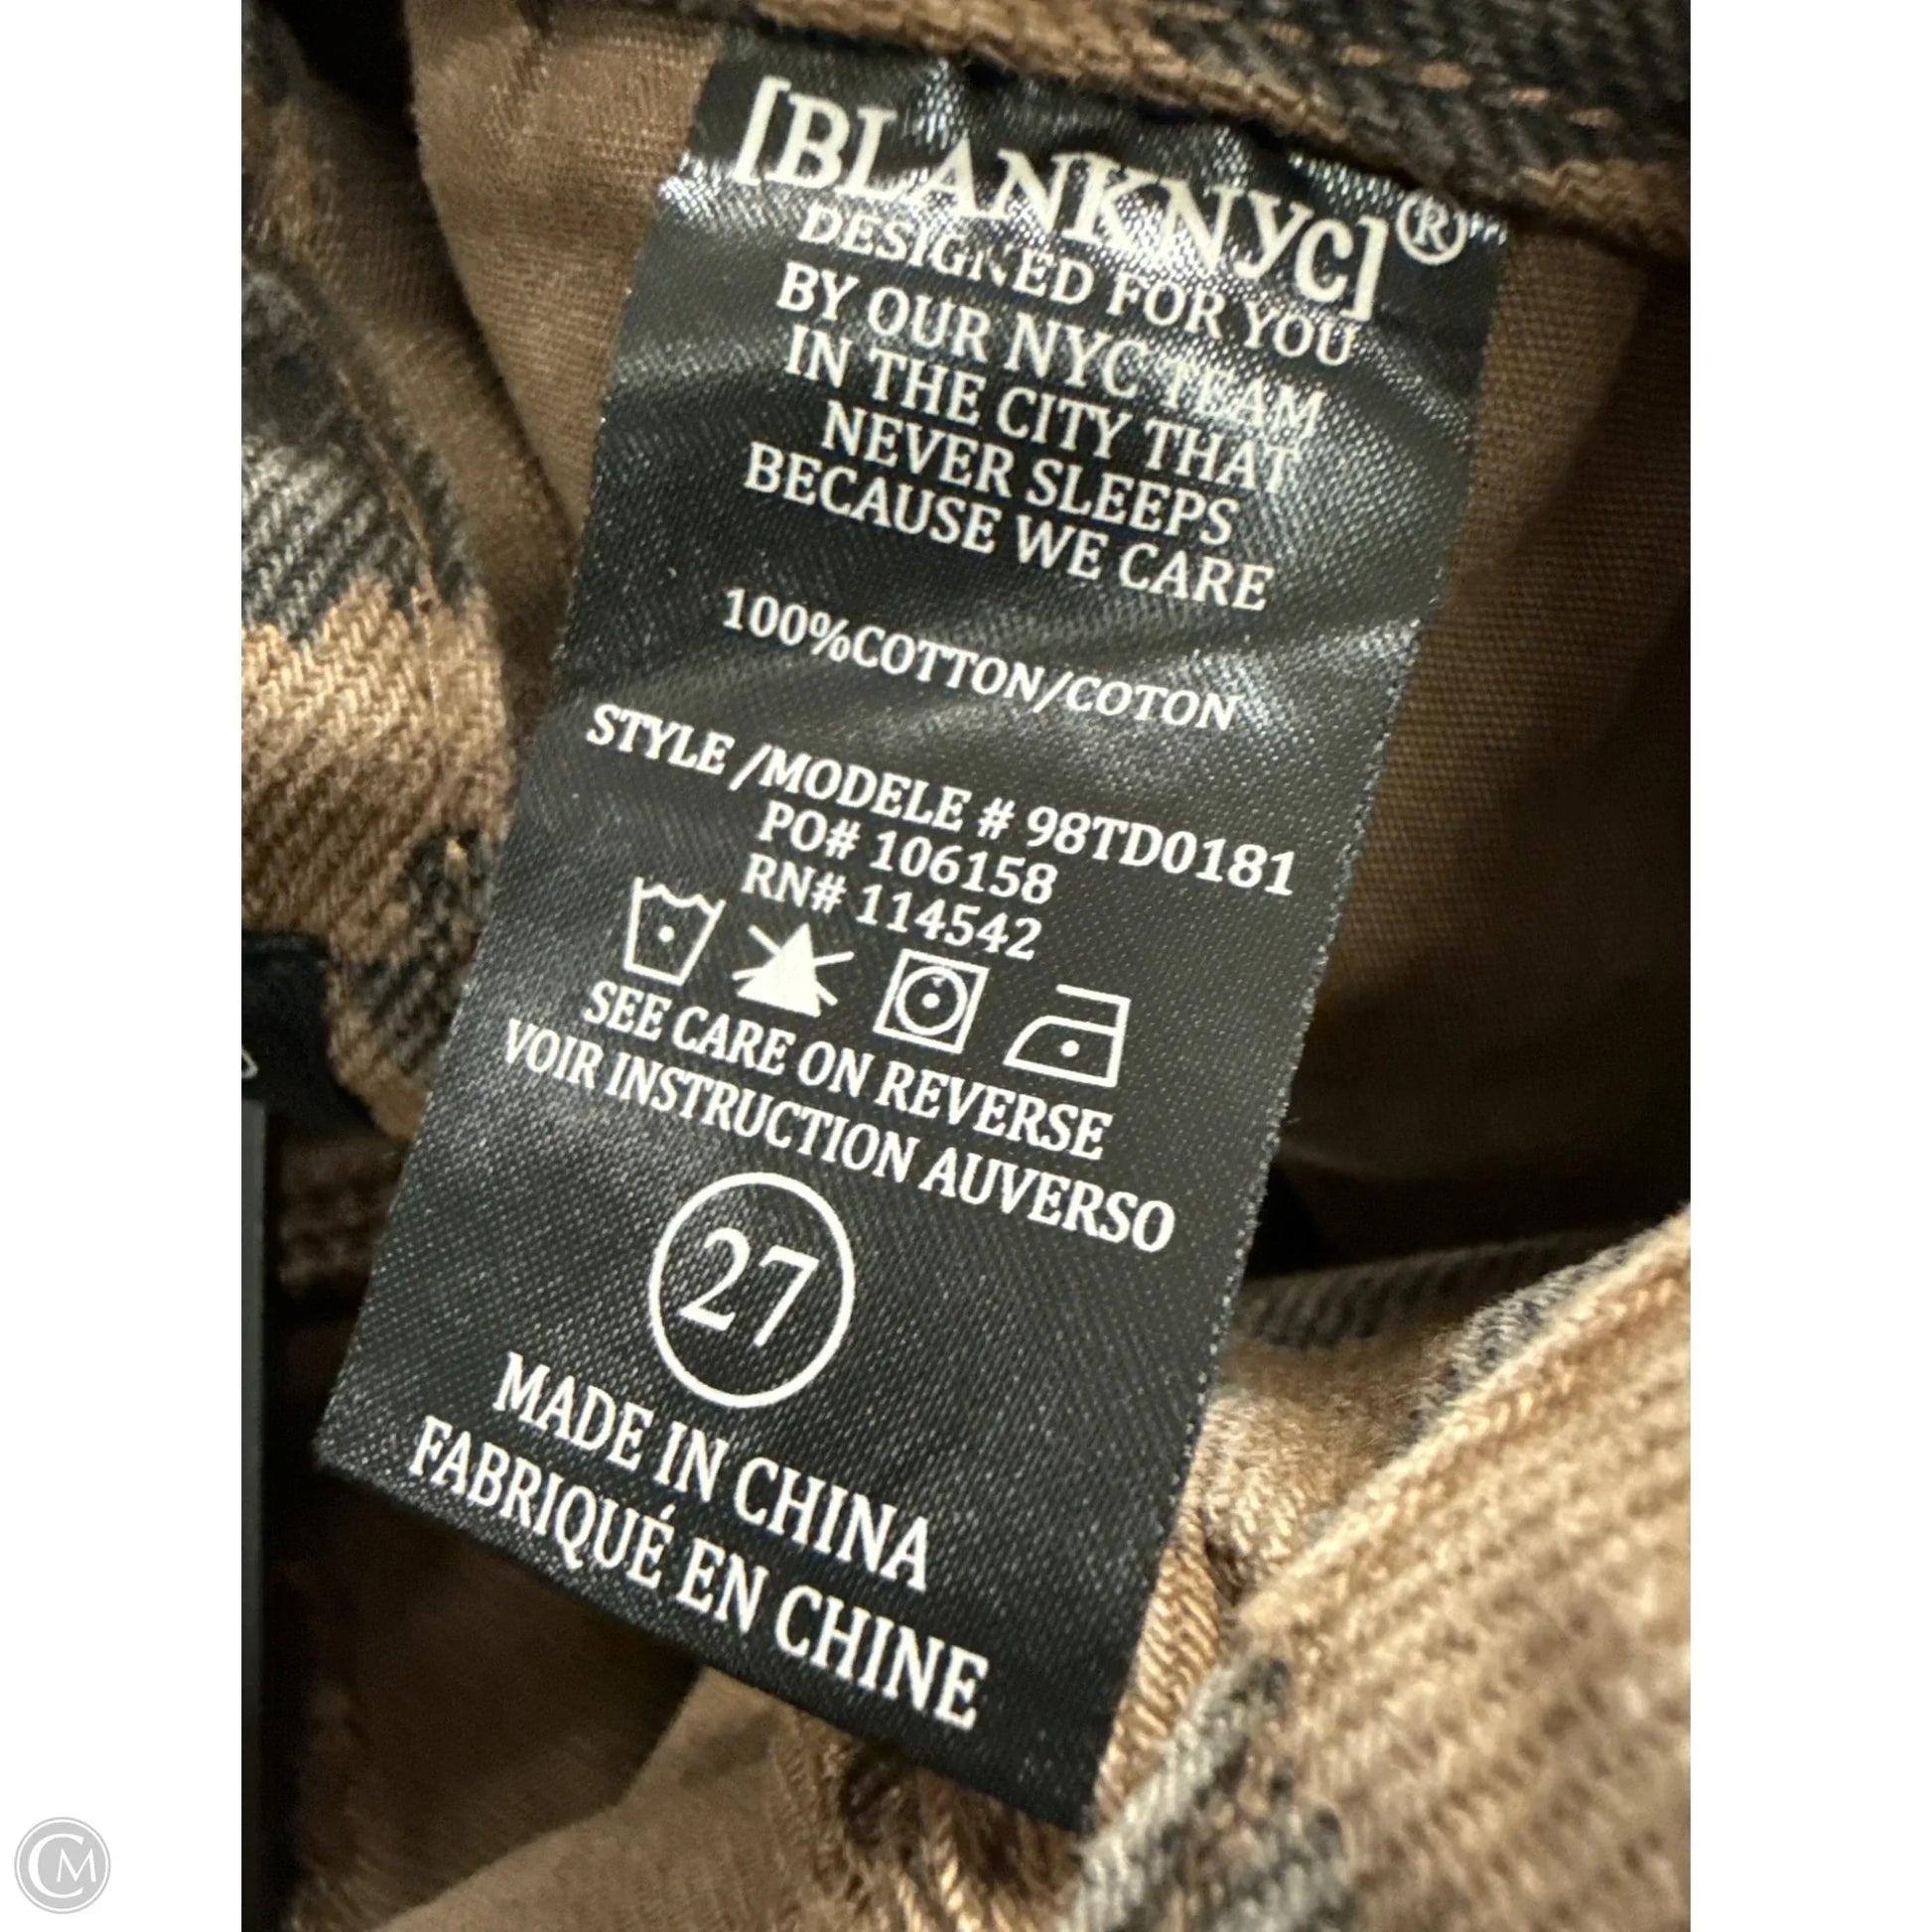 [BLANKNYC]®
DESIGNED FOR YOU
BY OUR NYC TEAM
IN THE CITY THAT
NEVER SLEEPS
BECAUSE WE CARE
100%COTTON/COTON
STYLE /MODELE # 98TD0181
PO# 106158
RN# 114542
SEE CARE ON REVERSE
VOIR INSTRUCTION AUVERSO
27
MADE IN CHINA
FABRIQUÉ EN CHINE
CM